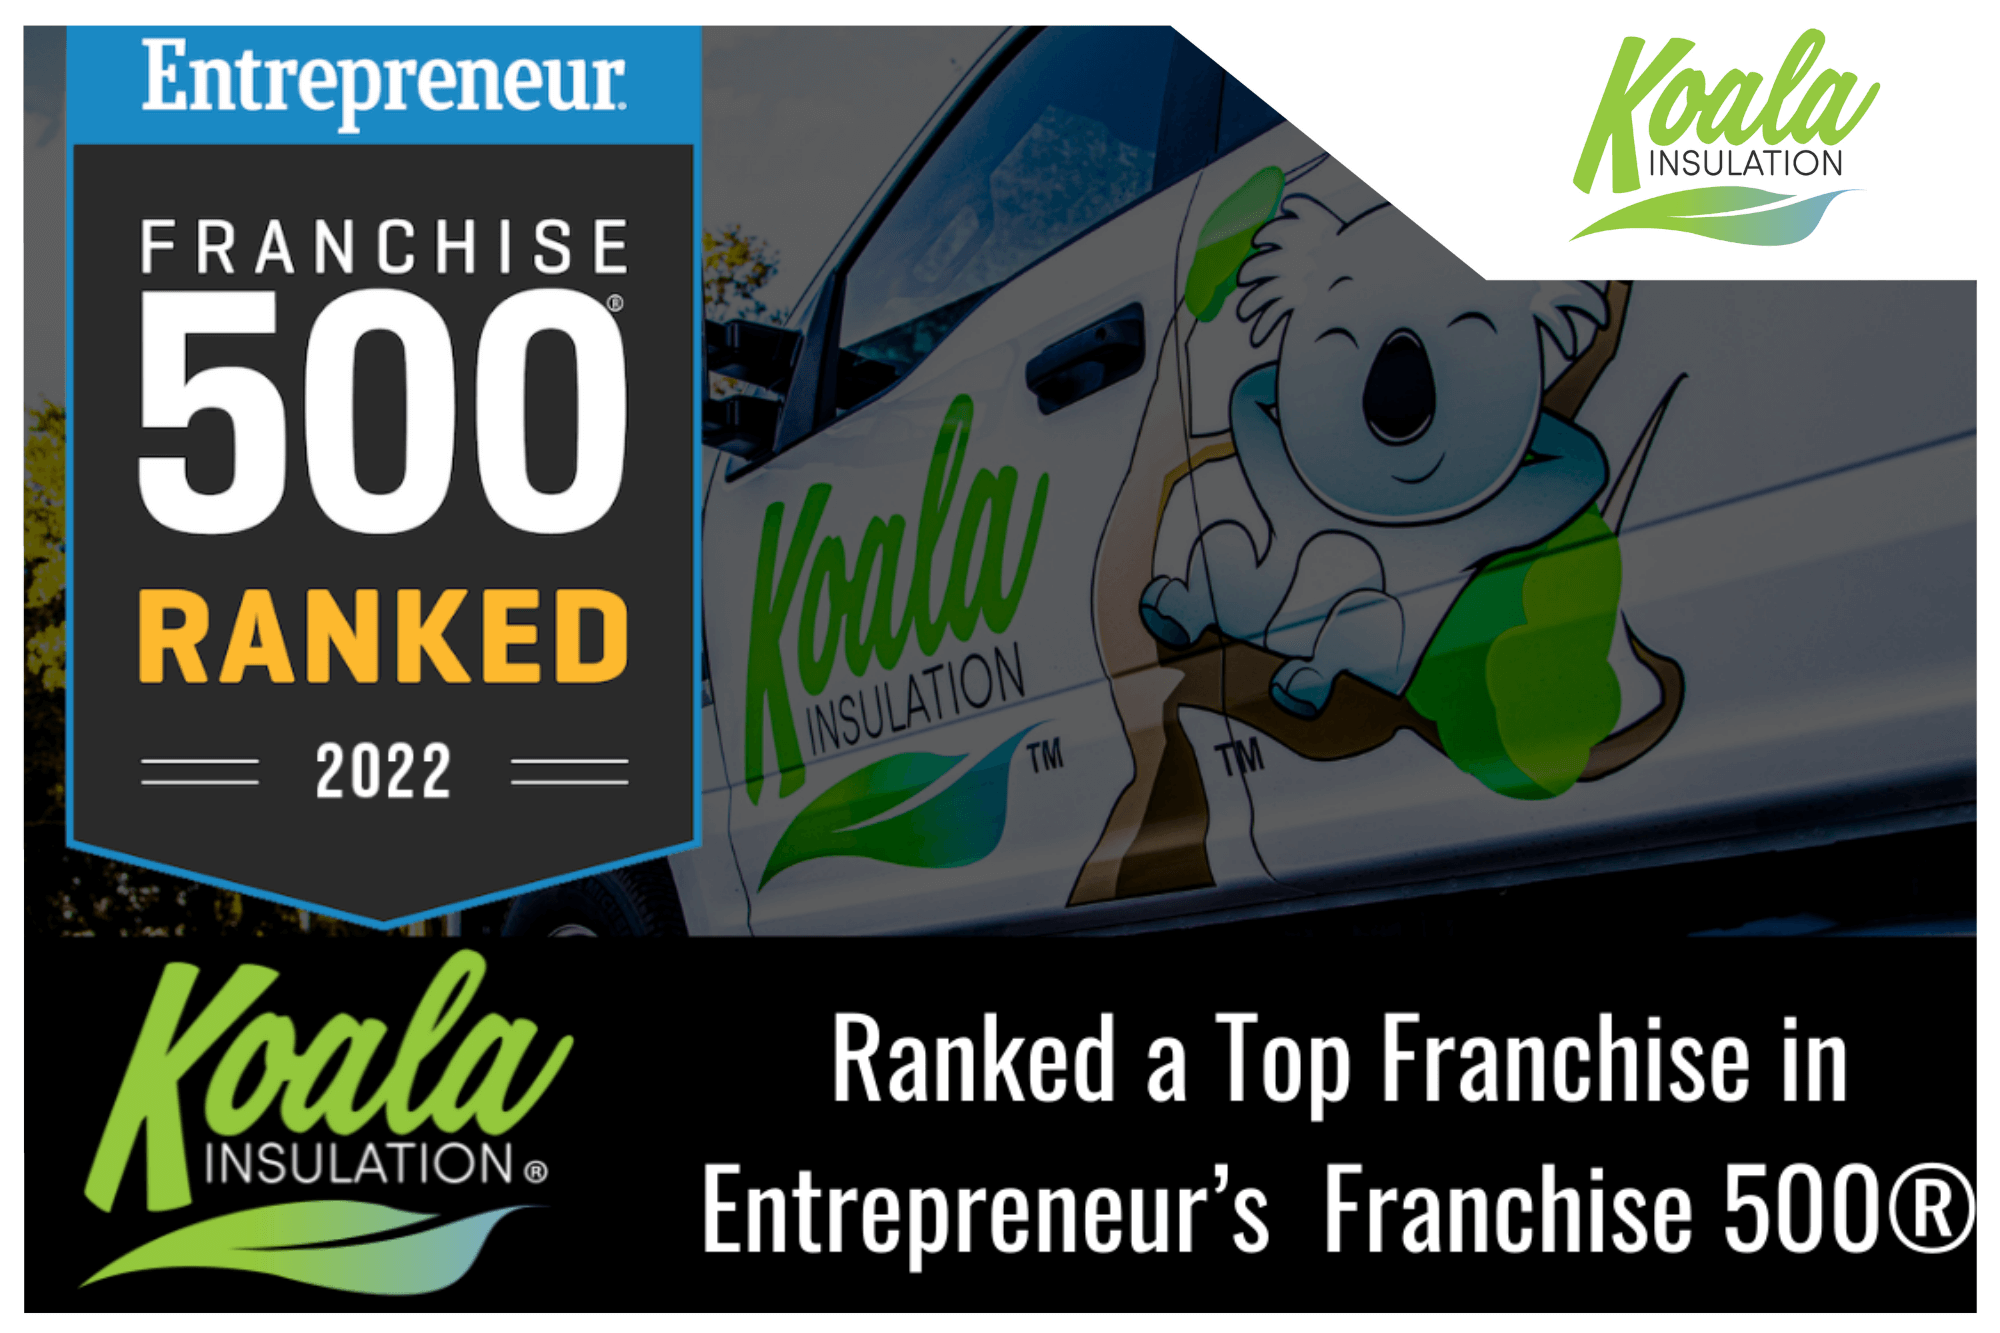 Entrepreneur.
FRANCHISE
500®
RANKED
2022
Koala
INSULATION
Koala
INSULATION
TM
TM
Koala
INSULATION®
Ranked a Top Franchise in
Entrepreneur’s Franchise 500®